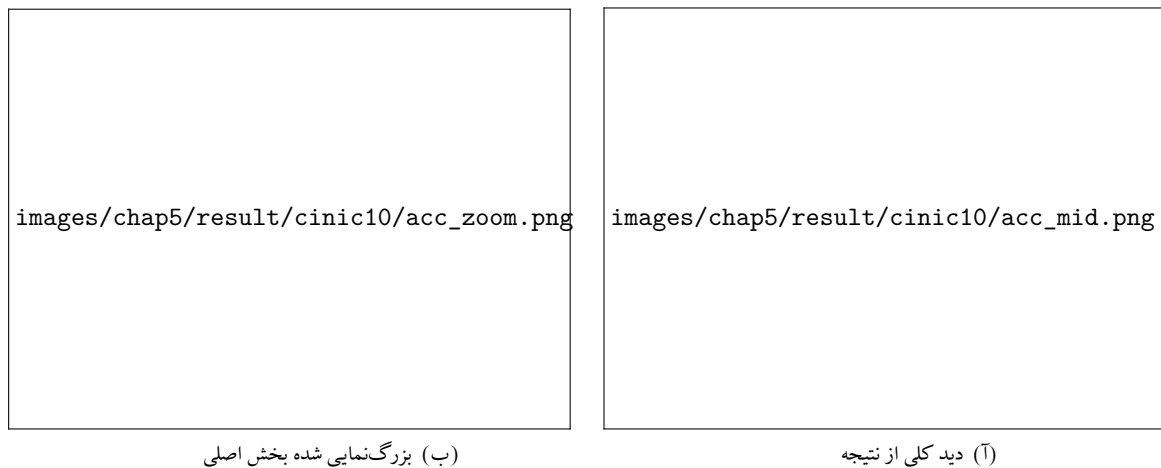 images/chap5/result/cinic10/acc_mid.png
(آ) دید کلی از نتیجه
images/chap5/result/cinic10/acc_zoom.png
(ب) بزرگ‌نمایی شده بخش اصلی